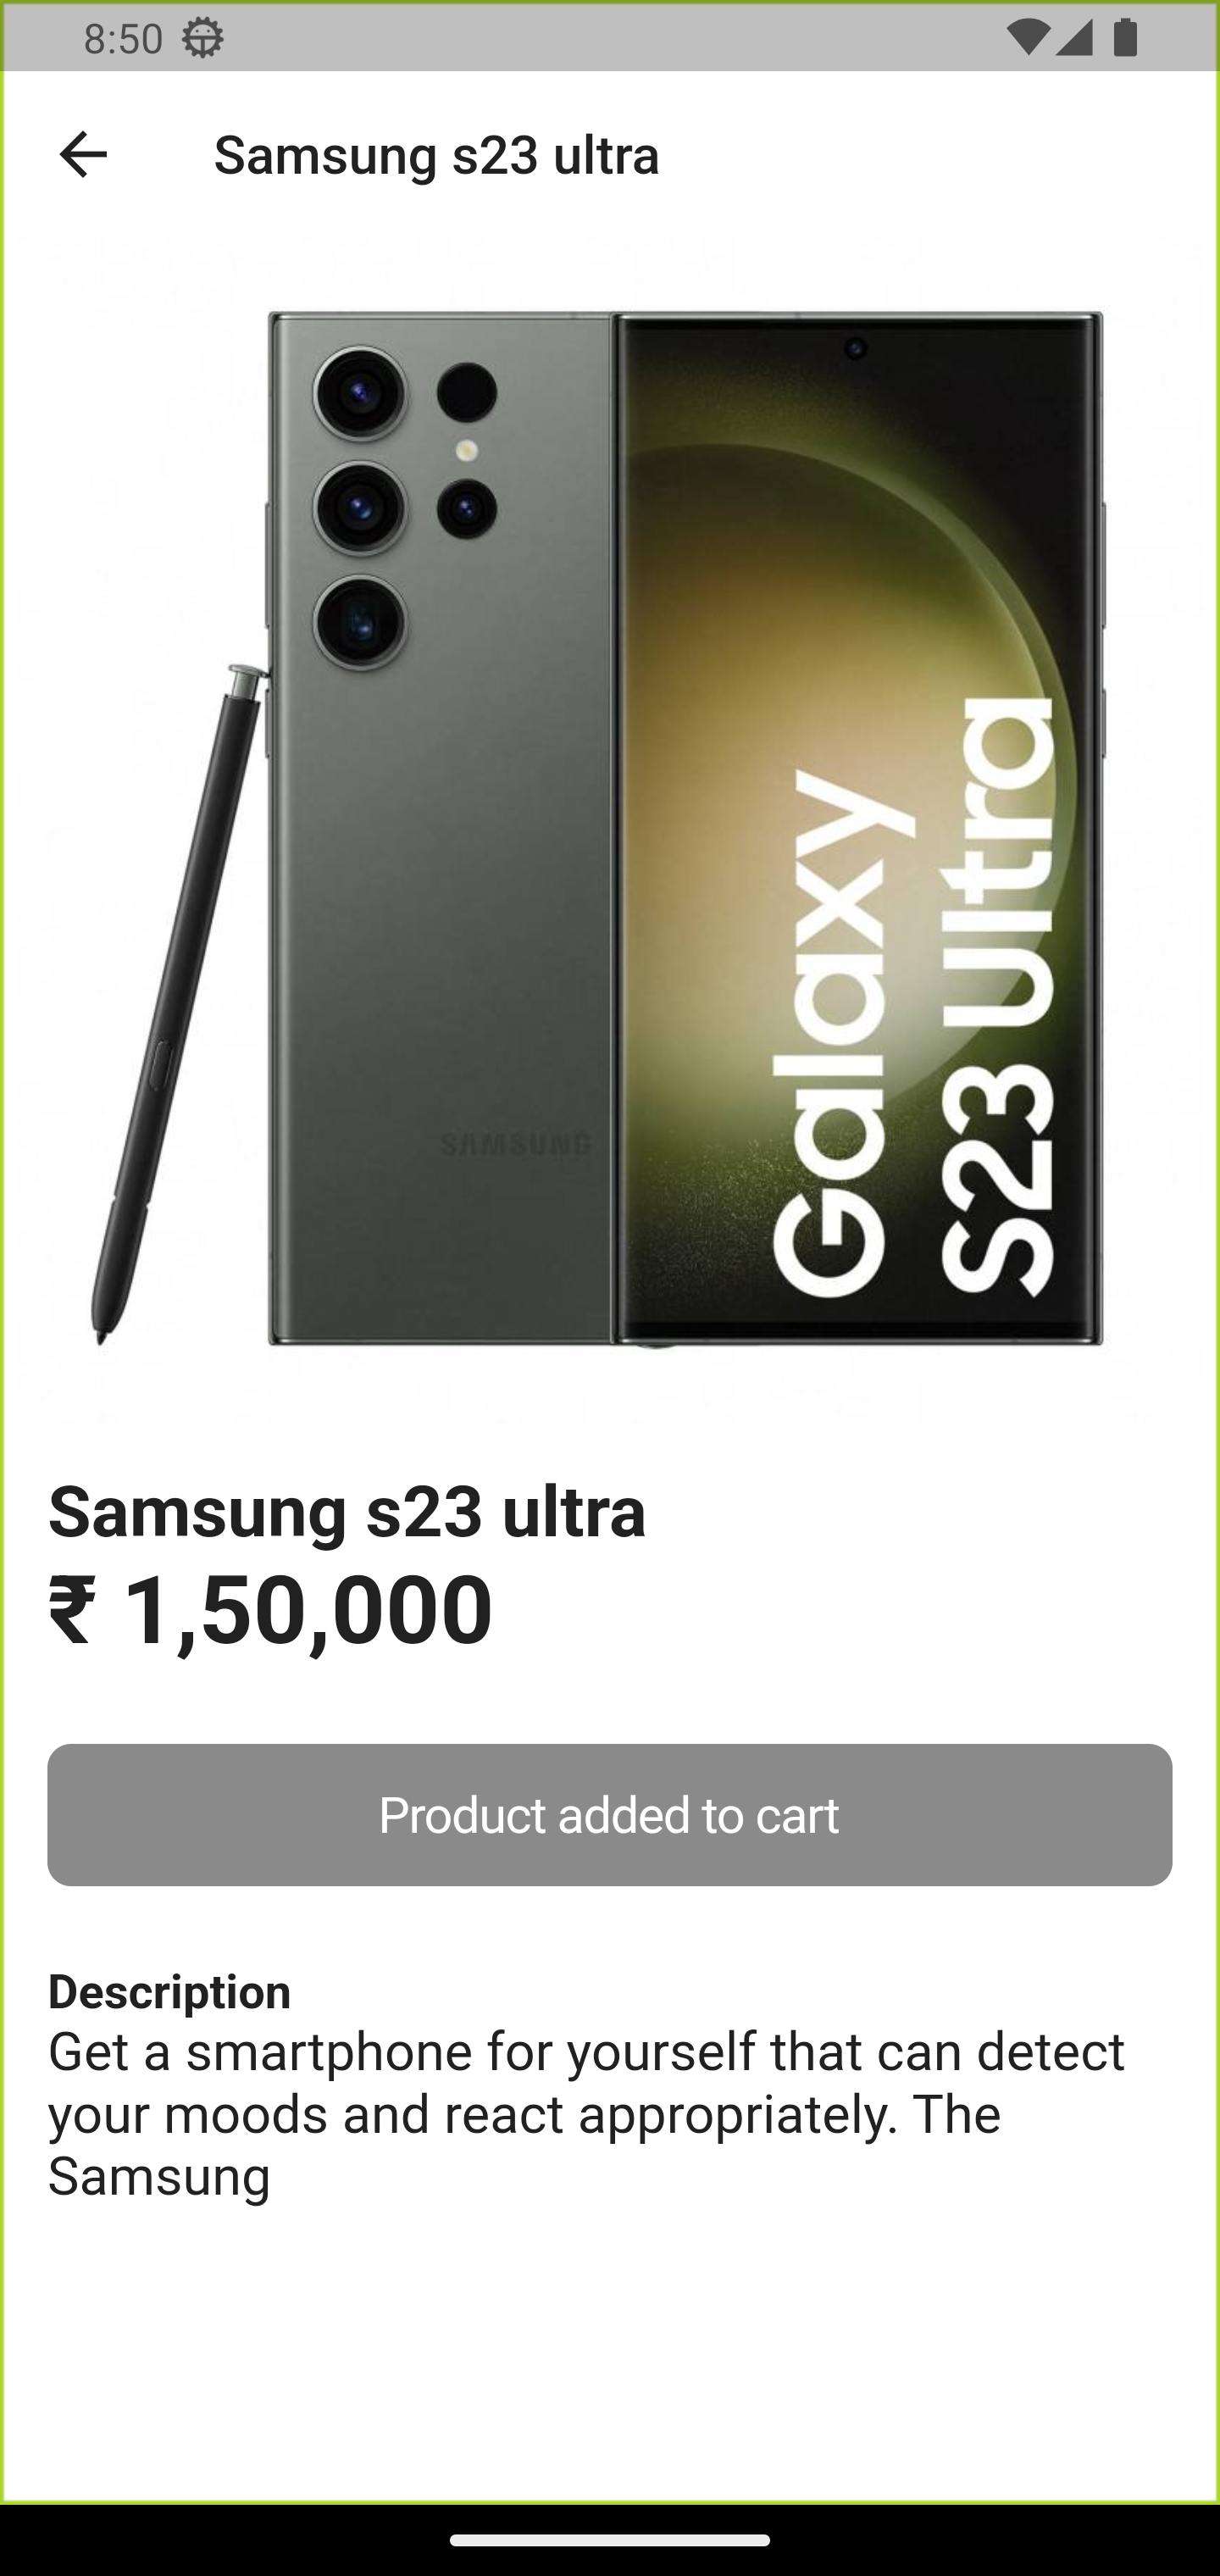 8:50
Samsung s23 ultra
SAMSUNG
Galaxy
S23 Ultra
Samsung s23 ultra
₹ 1,50,000
Product added to cart
Description
Get a smartphone for yourself that can detect
your moods and react appropriately. The
Samsung